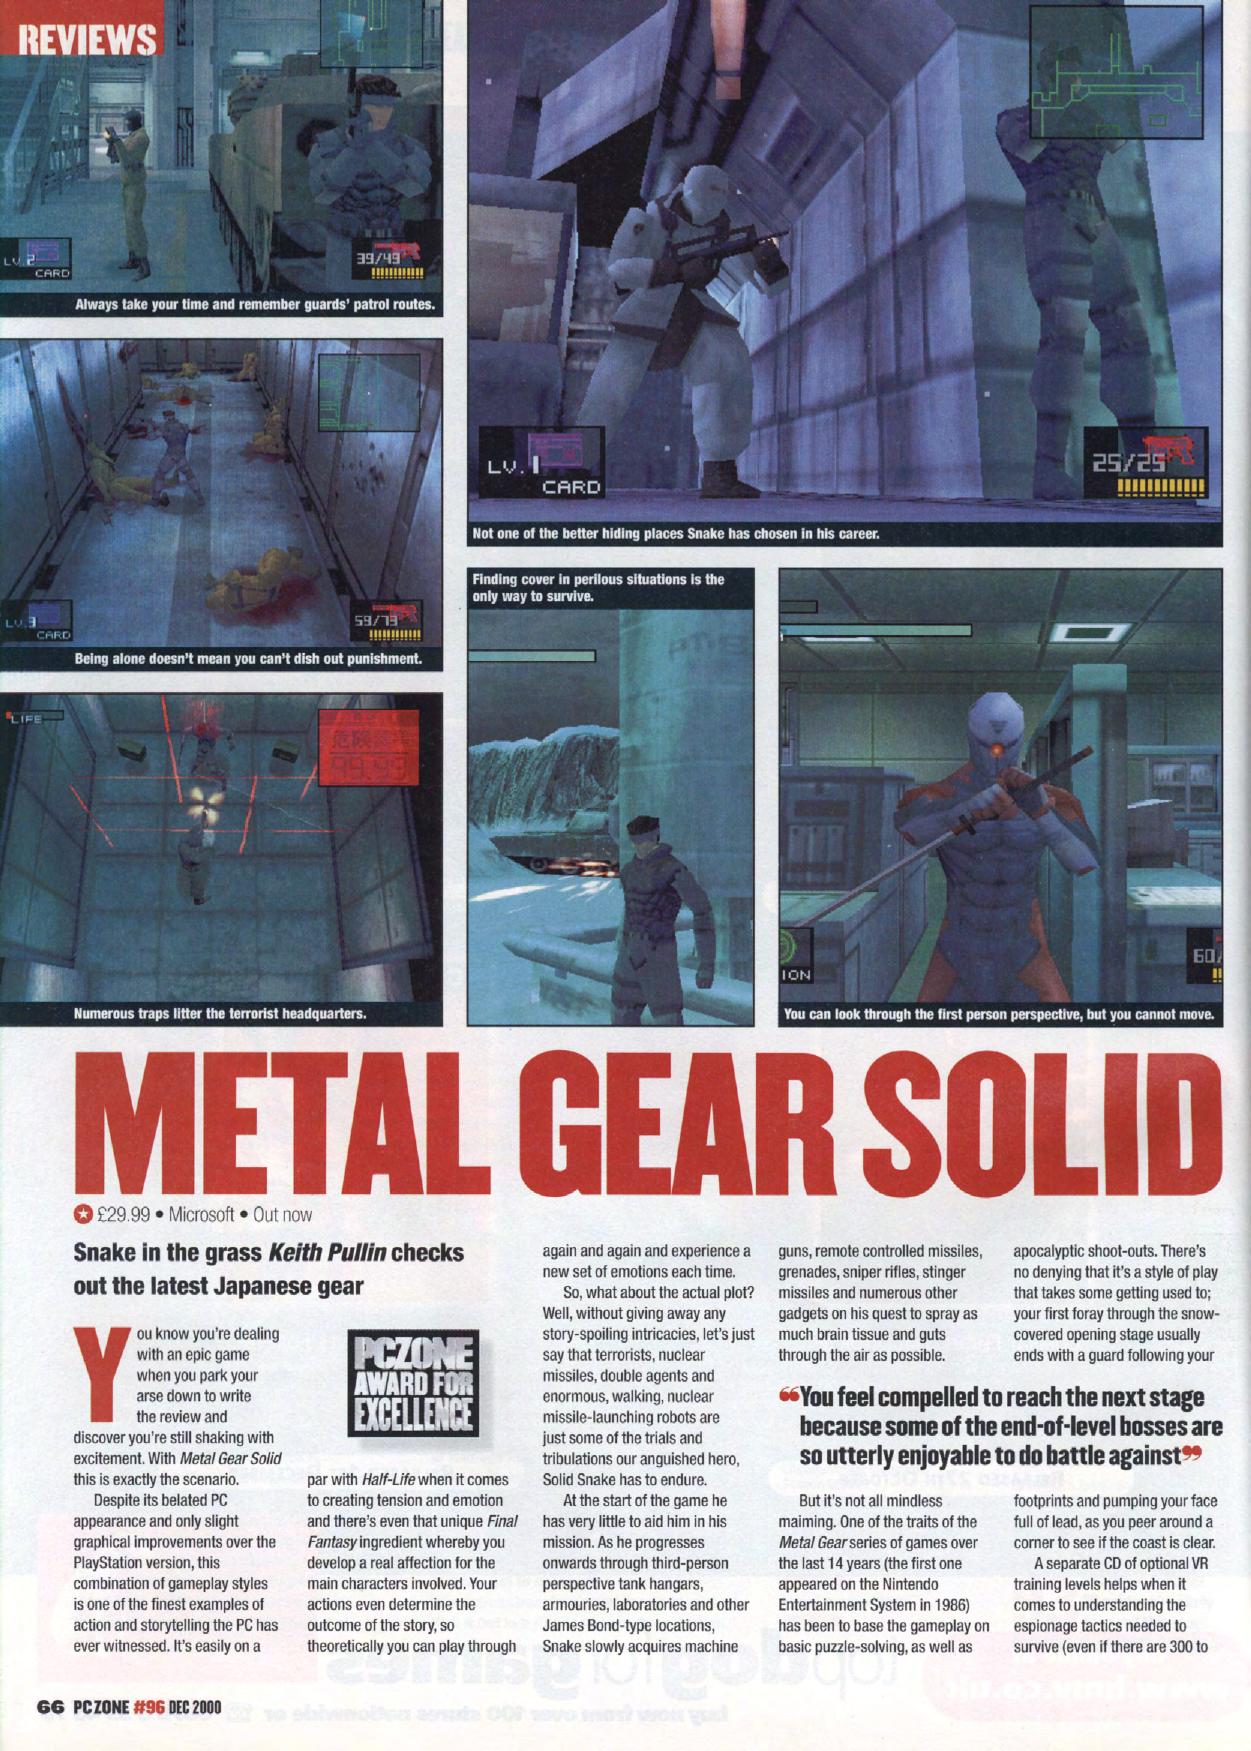 REVIEWS
LV.2
CARD
39/49
Always take your time and remember guards' patrol routes.
LV.1
CARD
25/25
Not one of the better hiding places Snake has chosen in his career.
LV.3
CARD
59/79
Being alone doesn't mean you can't dish out punishment.
Finding cover in perilous situations is the
only way to survive.
LIFE
99.99
Numerous traps litter the terrorist headquarters.
ION
60/
You can look through the first person perspective, but you cannot move.
METAL GEAR SOLID
£29.99 • Microsoft • Out now
Snake in the grass Keith Pullin checks
out the latest Japanese gear
You know you're dealing
with an epic game
when you park your
arse down to write
the review and
discover you're still shaking with
excitement. With Metal Gear Solid
this is exactly the scenario.
Despite its belated PC
appearance and only slight
graphical improvements over the
PlayStation version, this
combination of gameplay styles
is one of the finest examples of
action and storytelling the PC has
ever witnessed. It's easily on a
PCZONE
AWARD FOR
EXCELLENCE
par with Half-Life when it comes
to creating tension and emotion
and there's even that unique Final
Fantasy ingredient whereby you
develop a real affection for the
main characters involved. Your
actions even determine the
outcome of the story, so
theoretically you can play through
again and again and experience a
new set of emotions each time.
So, what about the actual plot?
Well, without giving away any
story-spoiling intricacies, let's just
say that terrorists, nuclear
missiles, double agents and
enormous, walking, nuclear
missile-launching robots are
just some of the trials and
tribulations our anguished hero,
Solid Snake has to endure.
At the start of the game he
has very little to aid him in his
mission. As he progresses
onwards through third-person
perspective tank hangars,
armouries, laboratories and other
James Bond-type locations,
Snake slowly acquires machine
guns, remote controlled missiles,
grenades, sniper rifles, stinger
missiles and numerous other
gadgets on his quest to spray as
much brain tissue and guts
through the air as possible.
“You feel compelled to reach the next stage
because some of the end-of-level bosses are
so utterly enjoyable to do battle against”
But it's not all mindless
maiming. One of the traits of the
Metal Gear series of games over
the last 14 years (the first one
appeared on the Nintendo
Entertainment System in 1986)
has been to base the gameplay on
basic puzzle-solving, as well as
apocalyptic shoot-outs. There's
no denying that it's a style of play
that takes some getting used to;
your first foray through the snow-
covered opening stage usually
ends with a guard following your
footprints and pumping your face
full of lead, as you peer around a
corner to see if the coast is clear.
A separate CD of optional VR
training levels helps when it
comes to understanding the
espionage tactics needed to
survive (even if there are 300 to
66 PCZONE #96 DEC 2000